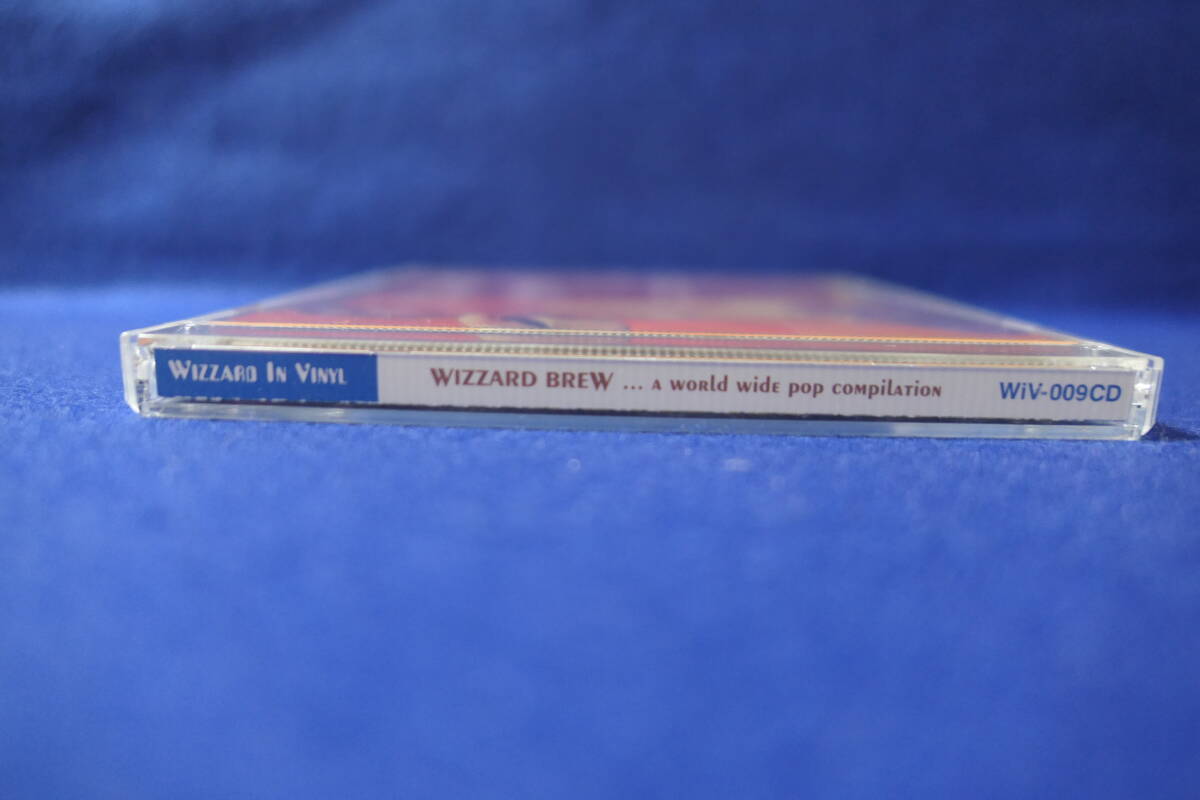 Wizzard In Vinyl WIZZARD BREW ... A WORLD WIDE POP COMPILATION WiV-009CD